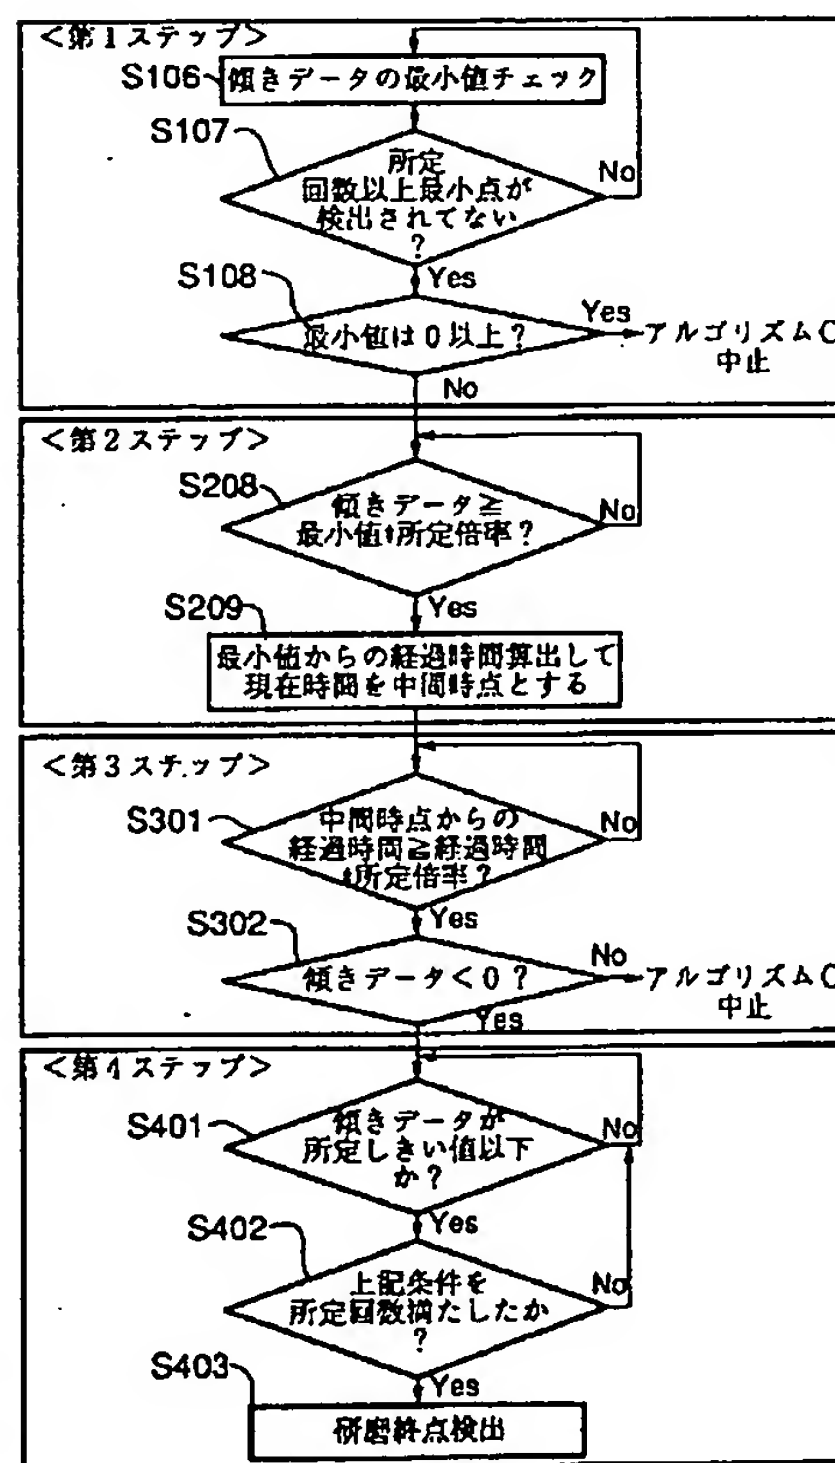 <第1ステップ>
S106
傾きデータの最小値チェック
S107
所定
回数以上最小点が
検出されてない
?
No
Yes
S108
最小値は0以上?
Yes
アルゴリズムC
中止
No
<第2ステップ>
S208
傾きデータ≧
最小値*所定倍率?
No
Yes
S209
最小値からの経過時間算出して
現在時間を中間時点とする
<第3ステップ>
S301
中間時点からの
経過時間≧経過時間
*所定倍率?
No
Yes
S302
傾きデータ<0?
No
アルゴリズムC
中止
Yes
<第4ステップ>
S401
傾きデータが
所定しきい値以下
か?
No
Yes
S402
上記条件を
所定回数満たしたか
?
No
Yes
S403
研磨終点検出